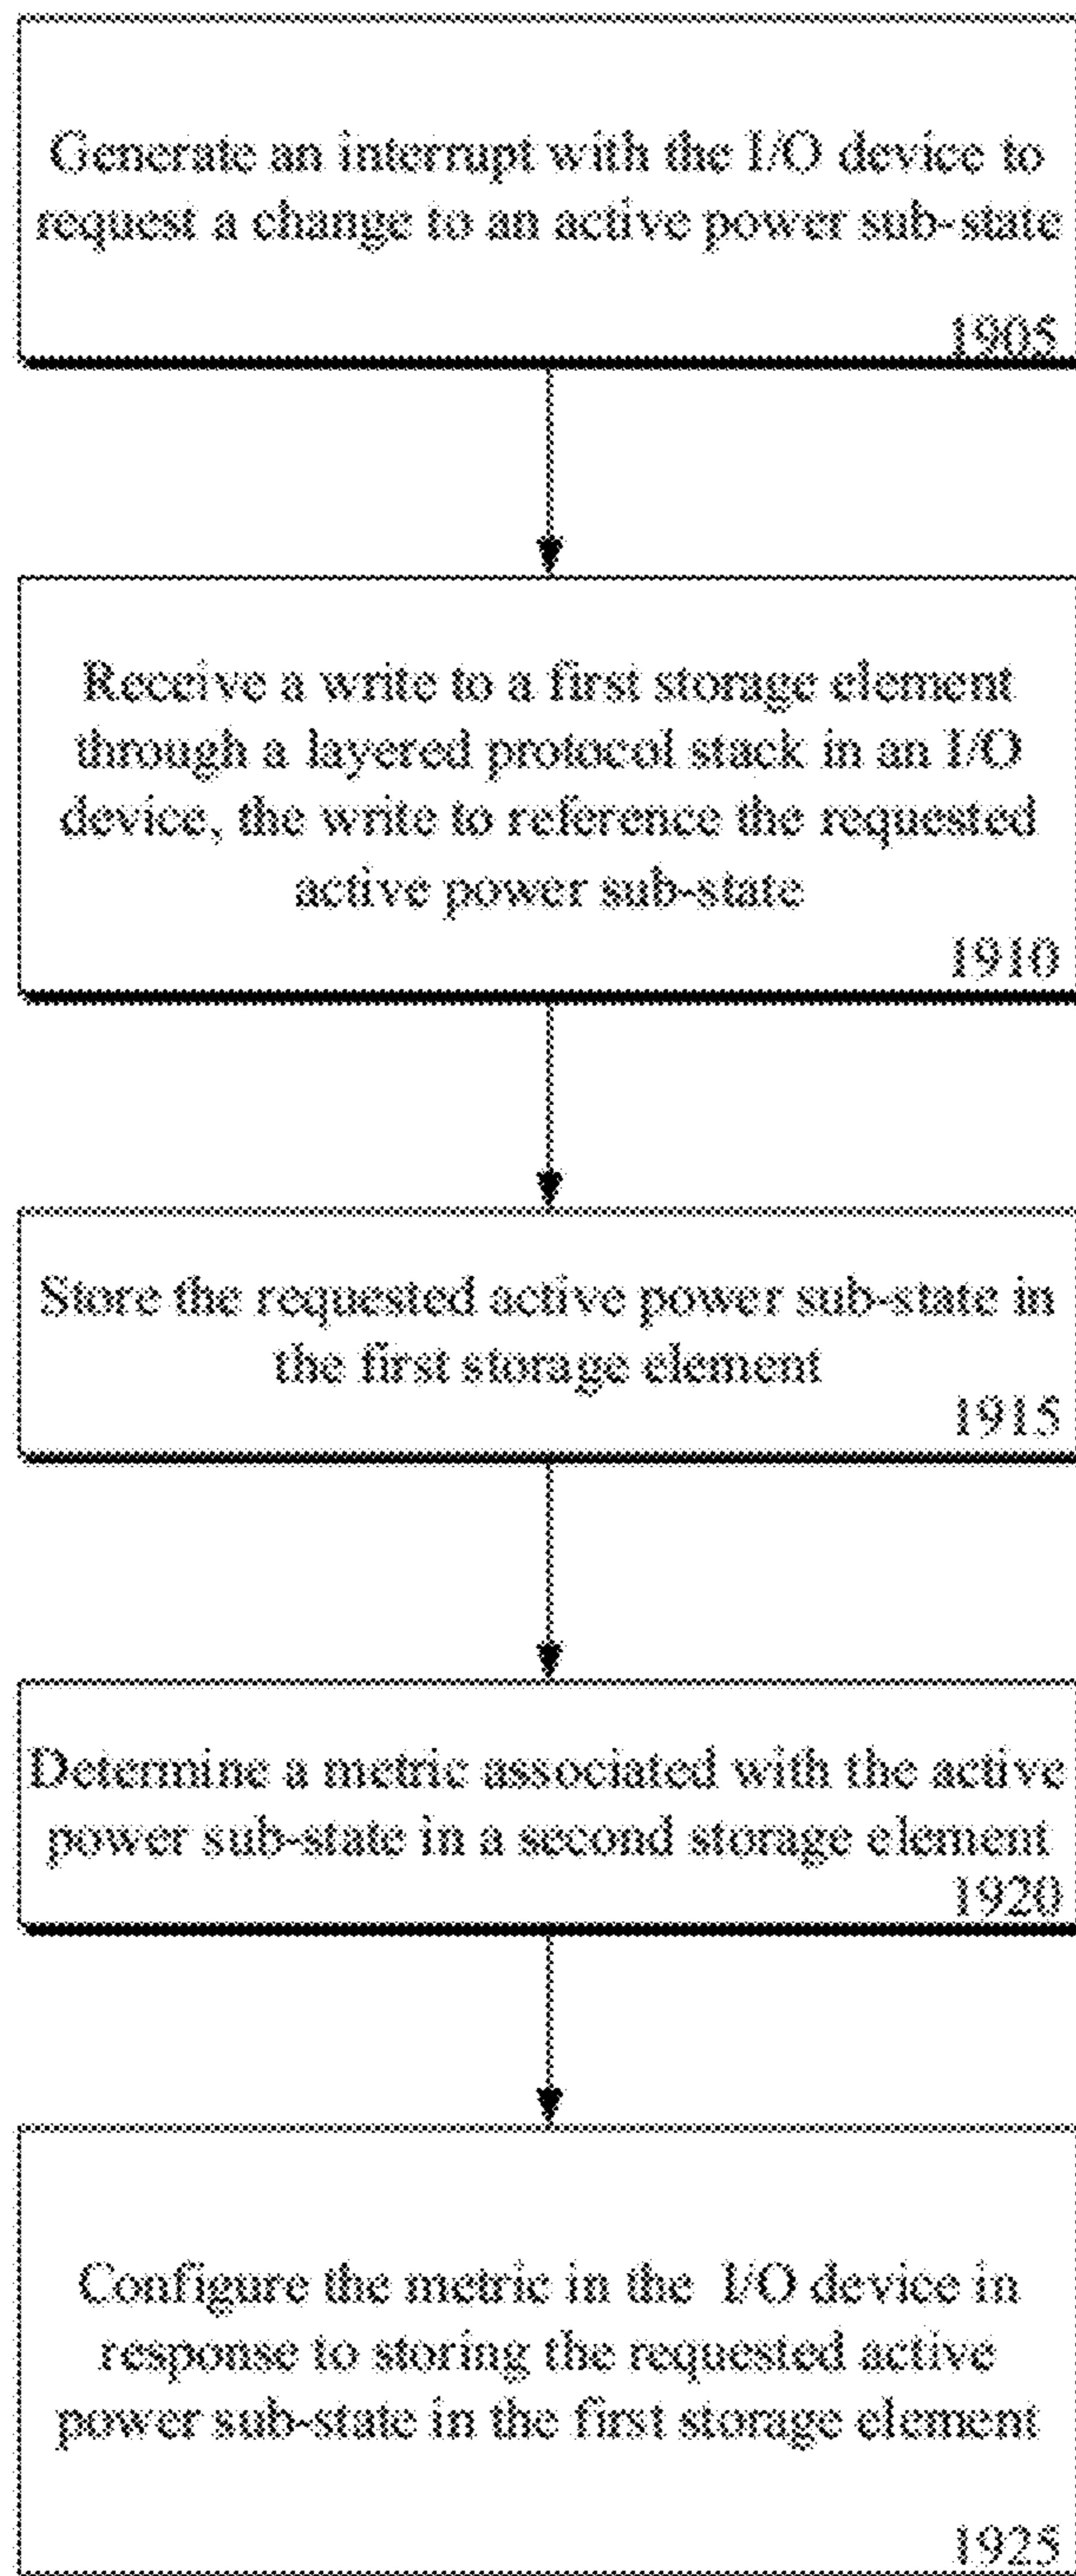 Generate an interrupt with the I/O device to
request a change to an active power sub-state
1905
Receive a write to a first storage element
through a layered protocol stack in an I/O
device, the write to reference the requested
active power sub-state
1910
Store the requested active power sub-state in
the first storage element
1915
Determine a metric associated with the active
power sub-state in a second storage element
1920
Configure the metric in the I/O device in
response to storing the requested active
power sub-state in the first storage element
1925